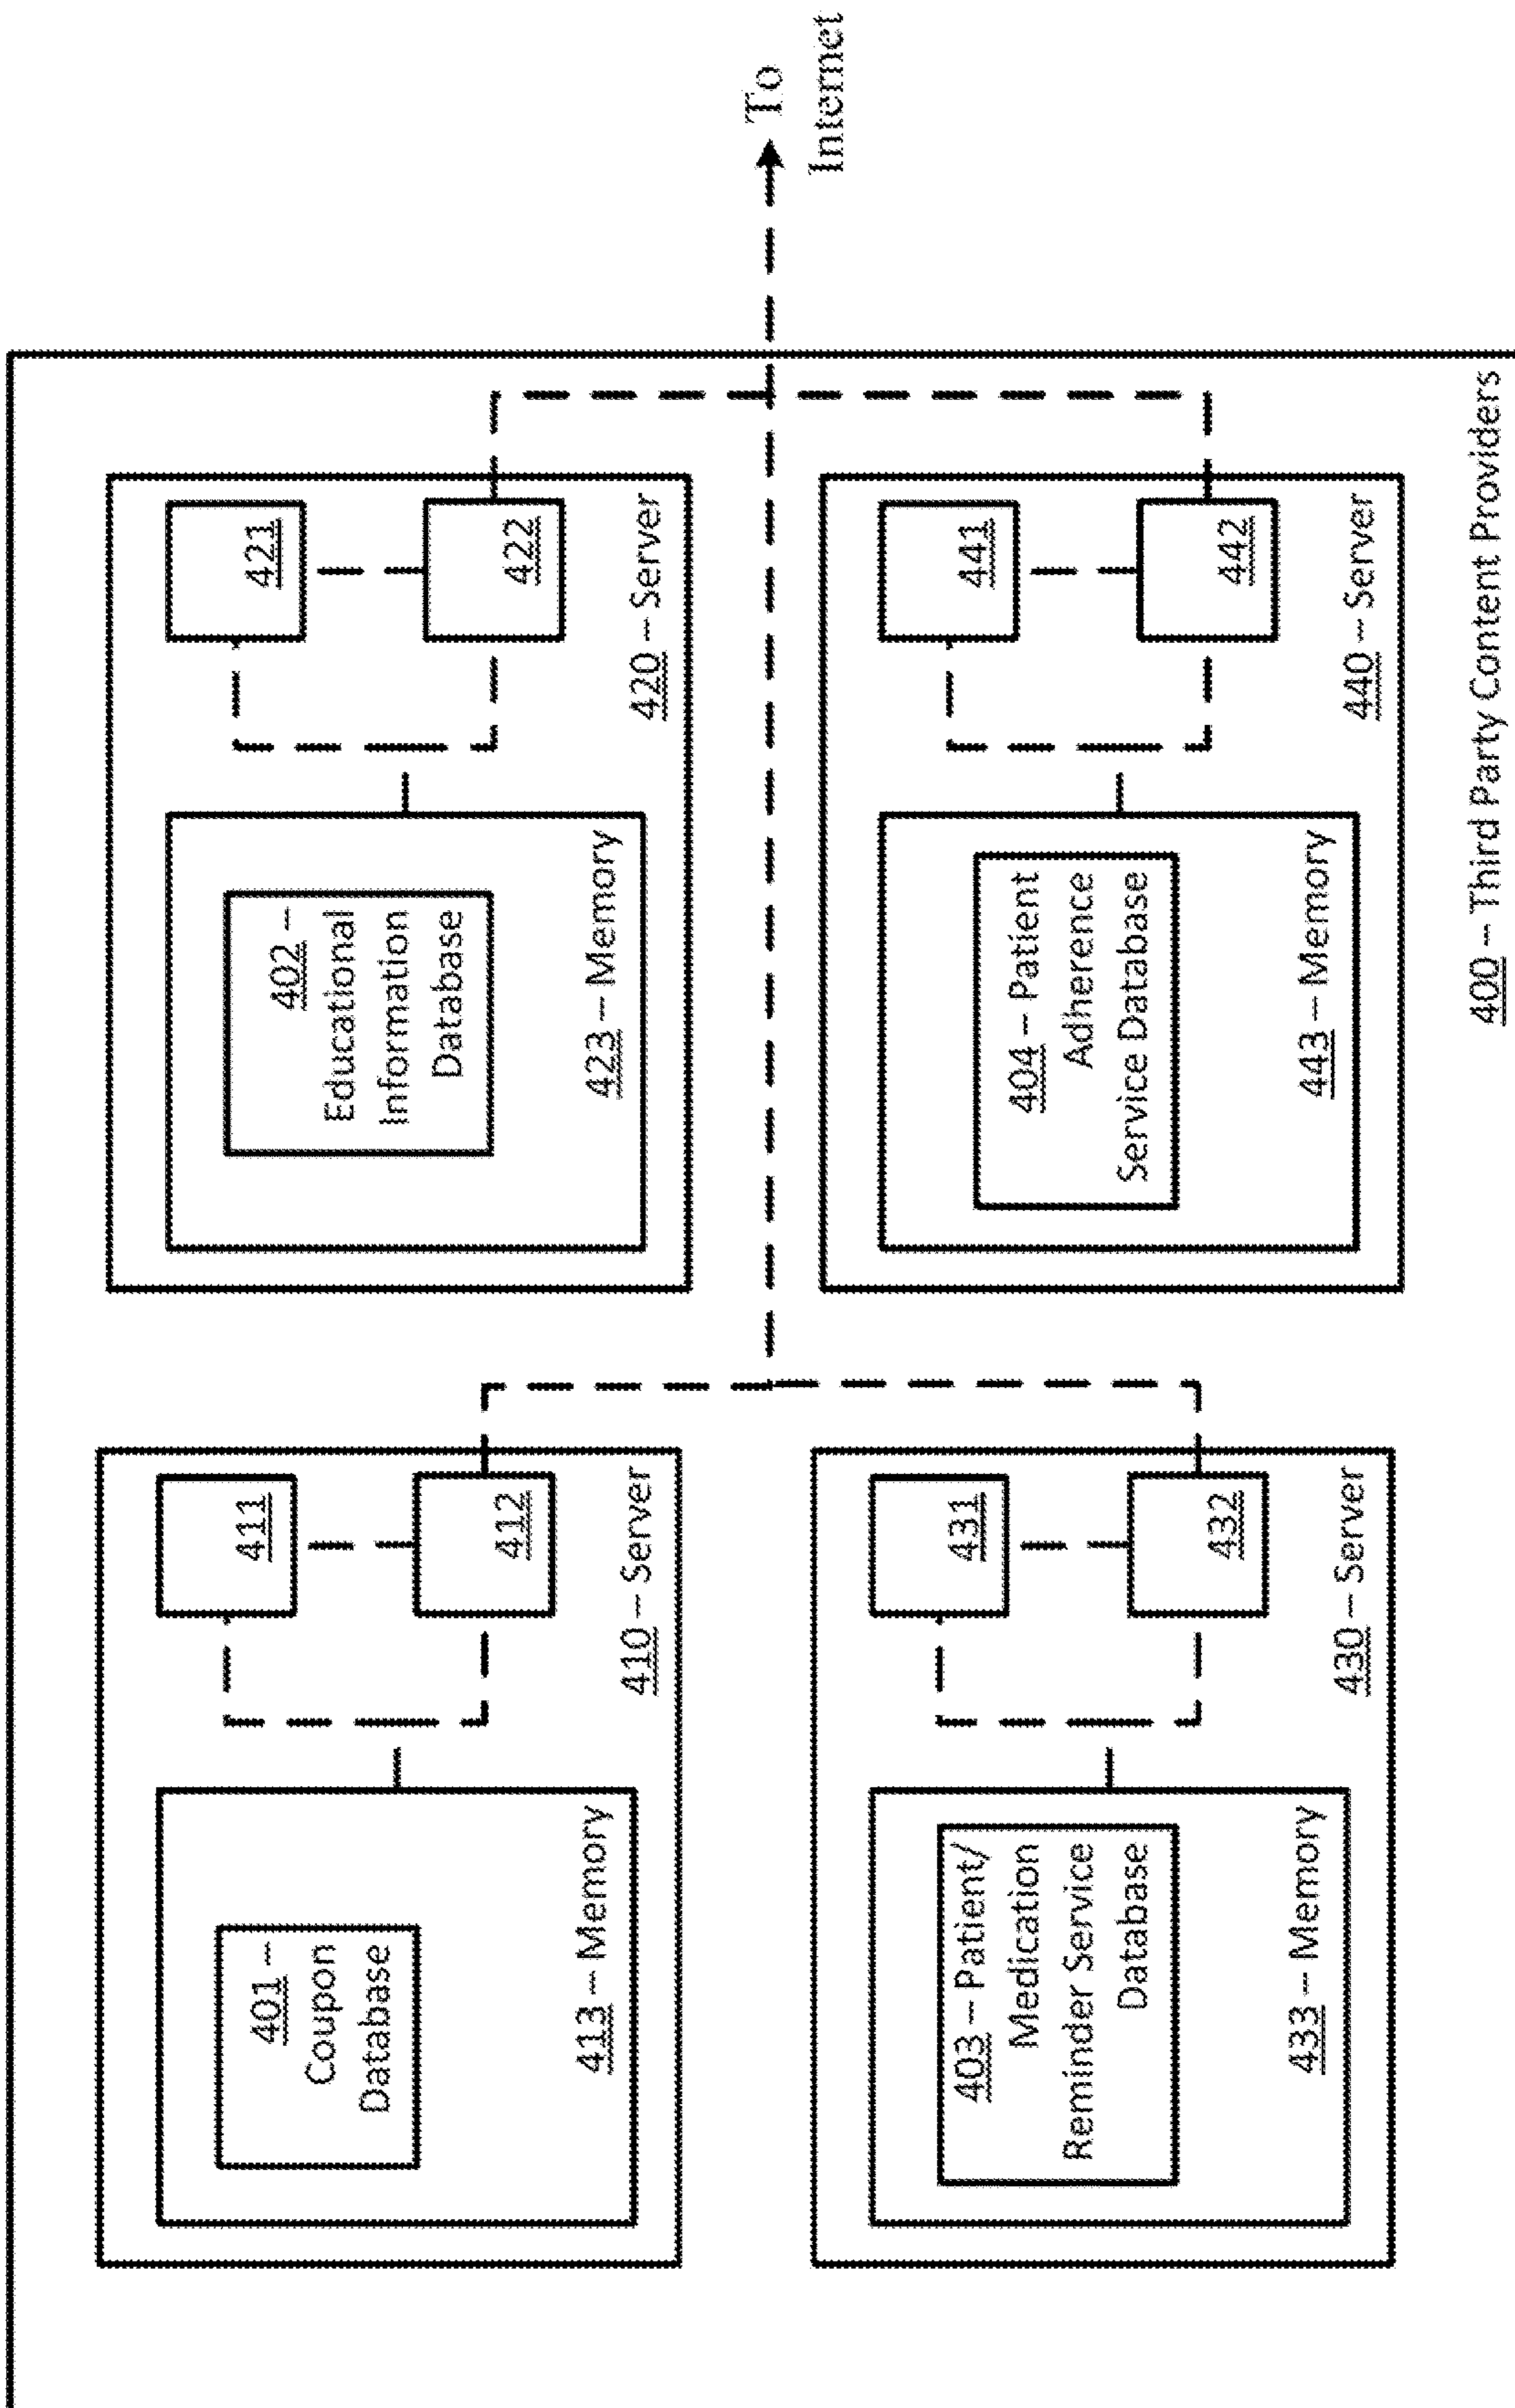 401 –
Coupon
Database
413 – Memory
411
412
410 – Server
402 –
Educational
Information
Database
423 – Memory
421
422
420 – Server
To
Internet
403 – Patient/
Medication
Reminder Service
Database
433 – Memory
431
432
430 – Server
404 – Patient
Adherence
Service Database
443 – Memory
441
442
440 – Server
400 – Third Party Content Providers